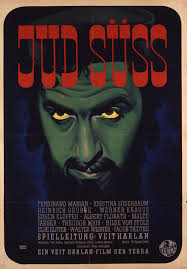 JUD SÜSS
FERDINAND MARIAN · KRISTINA SÖDERBAUM
HEINRICH GEORGE · WERNER KRAUSS
EUGEN KLÖPFER · ALBERT FLORATH · MALTE
JAEGER · THEODOR LOOS · HILDE VON STOLZ
ELSE ELSTER · WALTER WERNER · JACOB TIEDTKE
SPIELLEITUNG: VEIT HARLAN
EIN VEIT HARLAN-FILM DER TERRA
TERRA